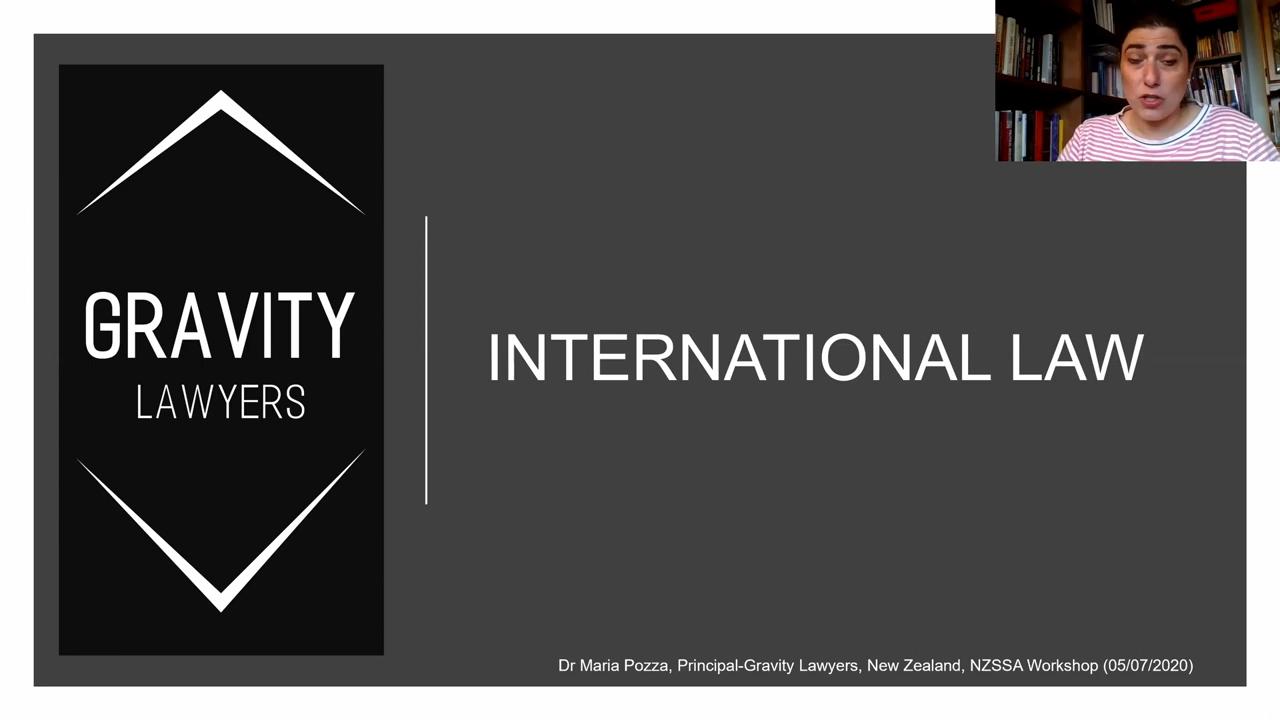 GRAVITY
LAWYERS
INTERNATIONAL LAW
Dr Maria Pozza, Principal-Gravity Lawyers, New Zealand, NZSSA Workshop (05/07/2020)